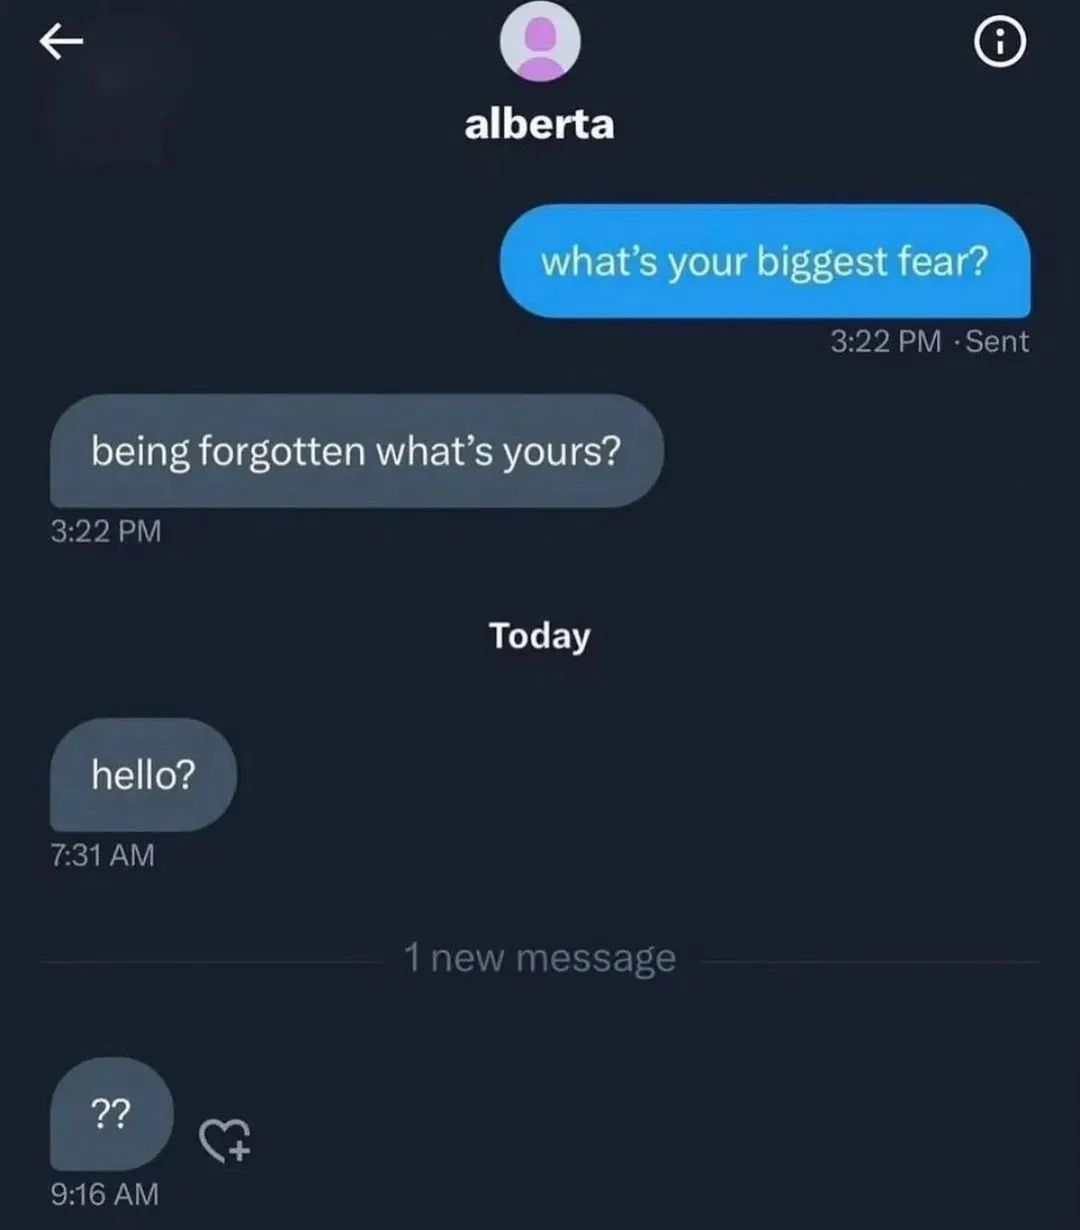 alberta
what's your biggest fear?
3:22 PM · Sent
being forgotten what's yours?
3:22 PM
Today
hello?
7:31 AM
1 new message
??
9:16 AM